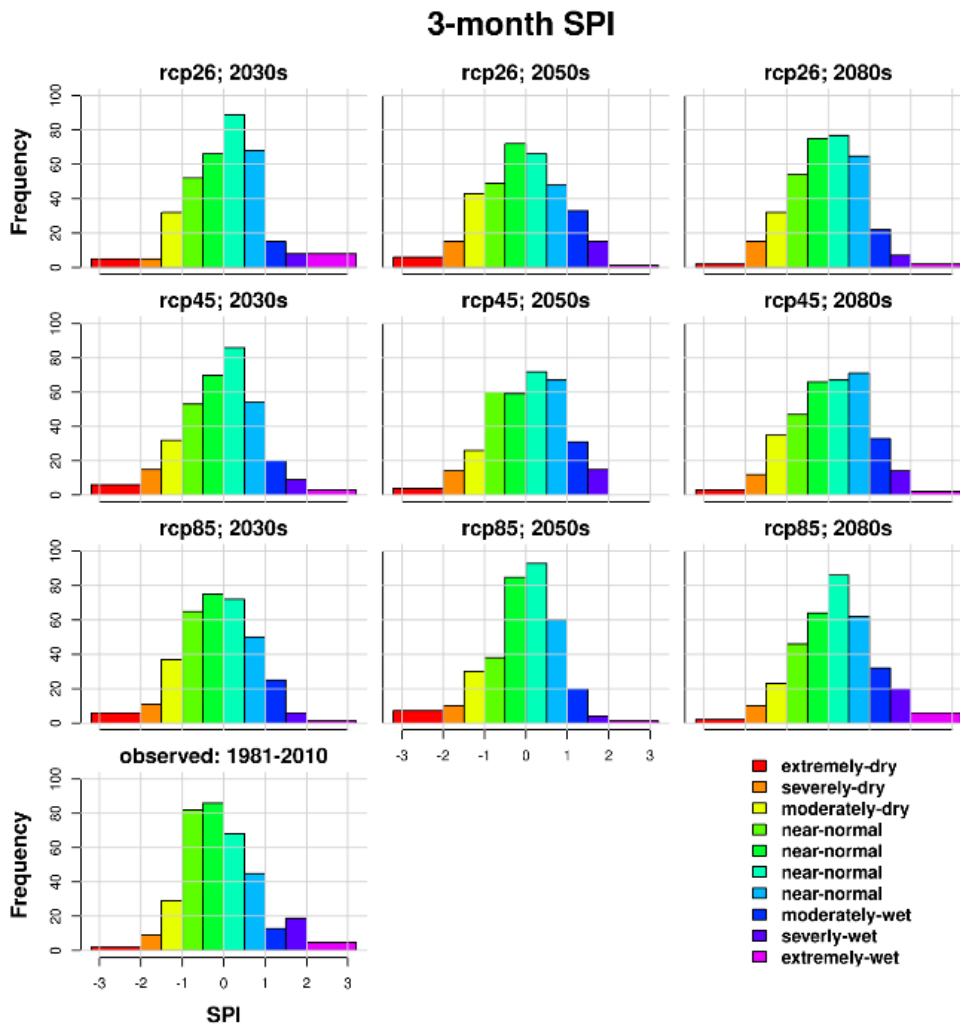 3-month SPI
rcp26; 2030s
rcp26; 2050s
rcp26; 2080s
Frequency
0 20 40 60 80 100
rcp45; 2030s
rcp45; 2050s
rcp45; 2080s
0 20 40 60 80 100
rcp85; 2030s
rcp85; 2050s
rcp85; 2080s
0 20 40 60 80 100
-3 -2 -1 0 1 2 3
observed: 1981-2010
Frequency
0 20 40 60 80 100
-3 -2 -1 0 1 2 3
SPI
extremely-dry
severely-dry
moderately-dry
near-normal
near-normal
near-normal
near-normal
moderately-wet
severly-wet
extremely-wet